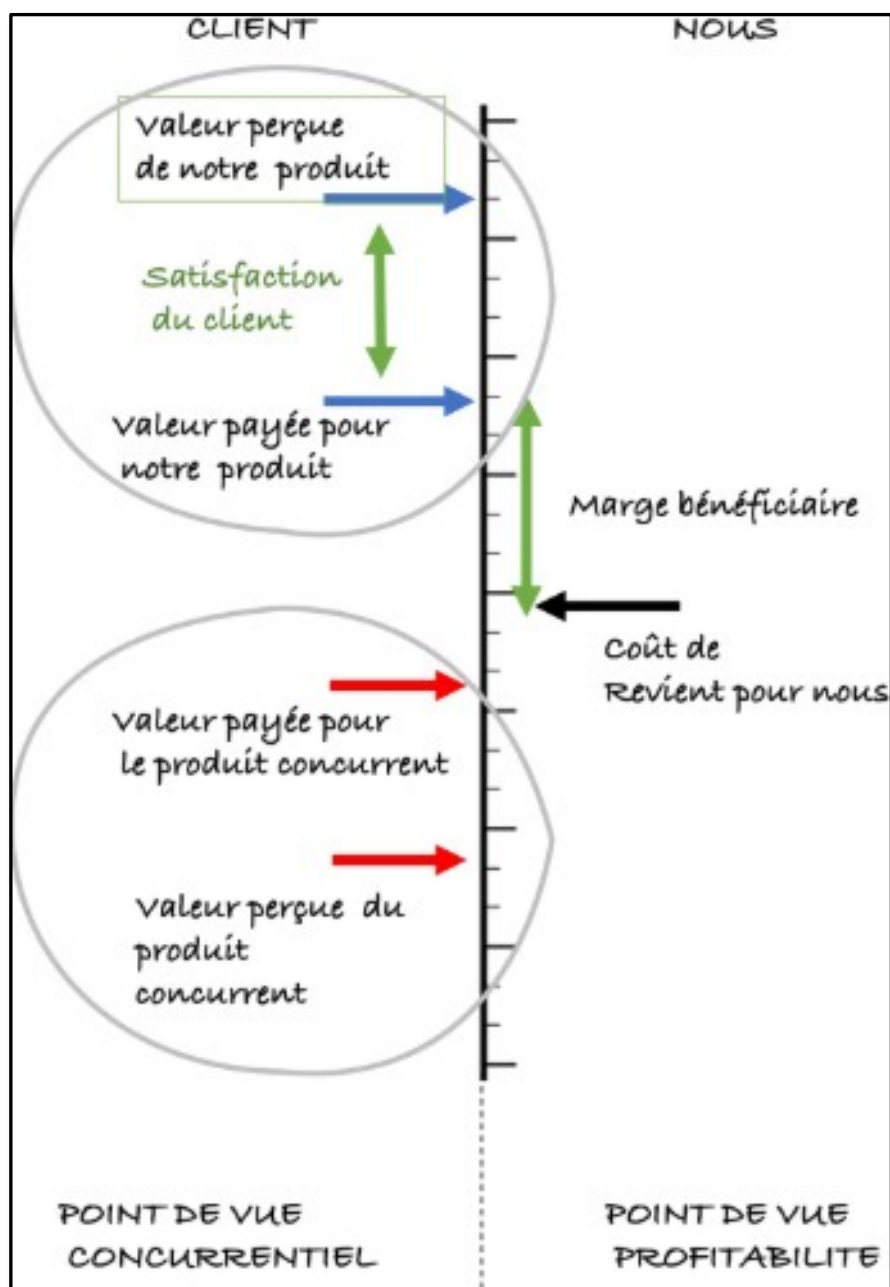 CLIENT
NOUS
Valeur perçue
de notre produit
Satisfaction
du client
Valeur payée pour
notre produit
Marge bénéficiaire
Coût de
Revient pour nous
Valeur payée pour
le produit concurrent
Valeur perçue du
produit
concurrent
POINT DE VUE
CONCURRENTIEL
POINT DE VUE
PROFITABILITE